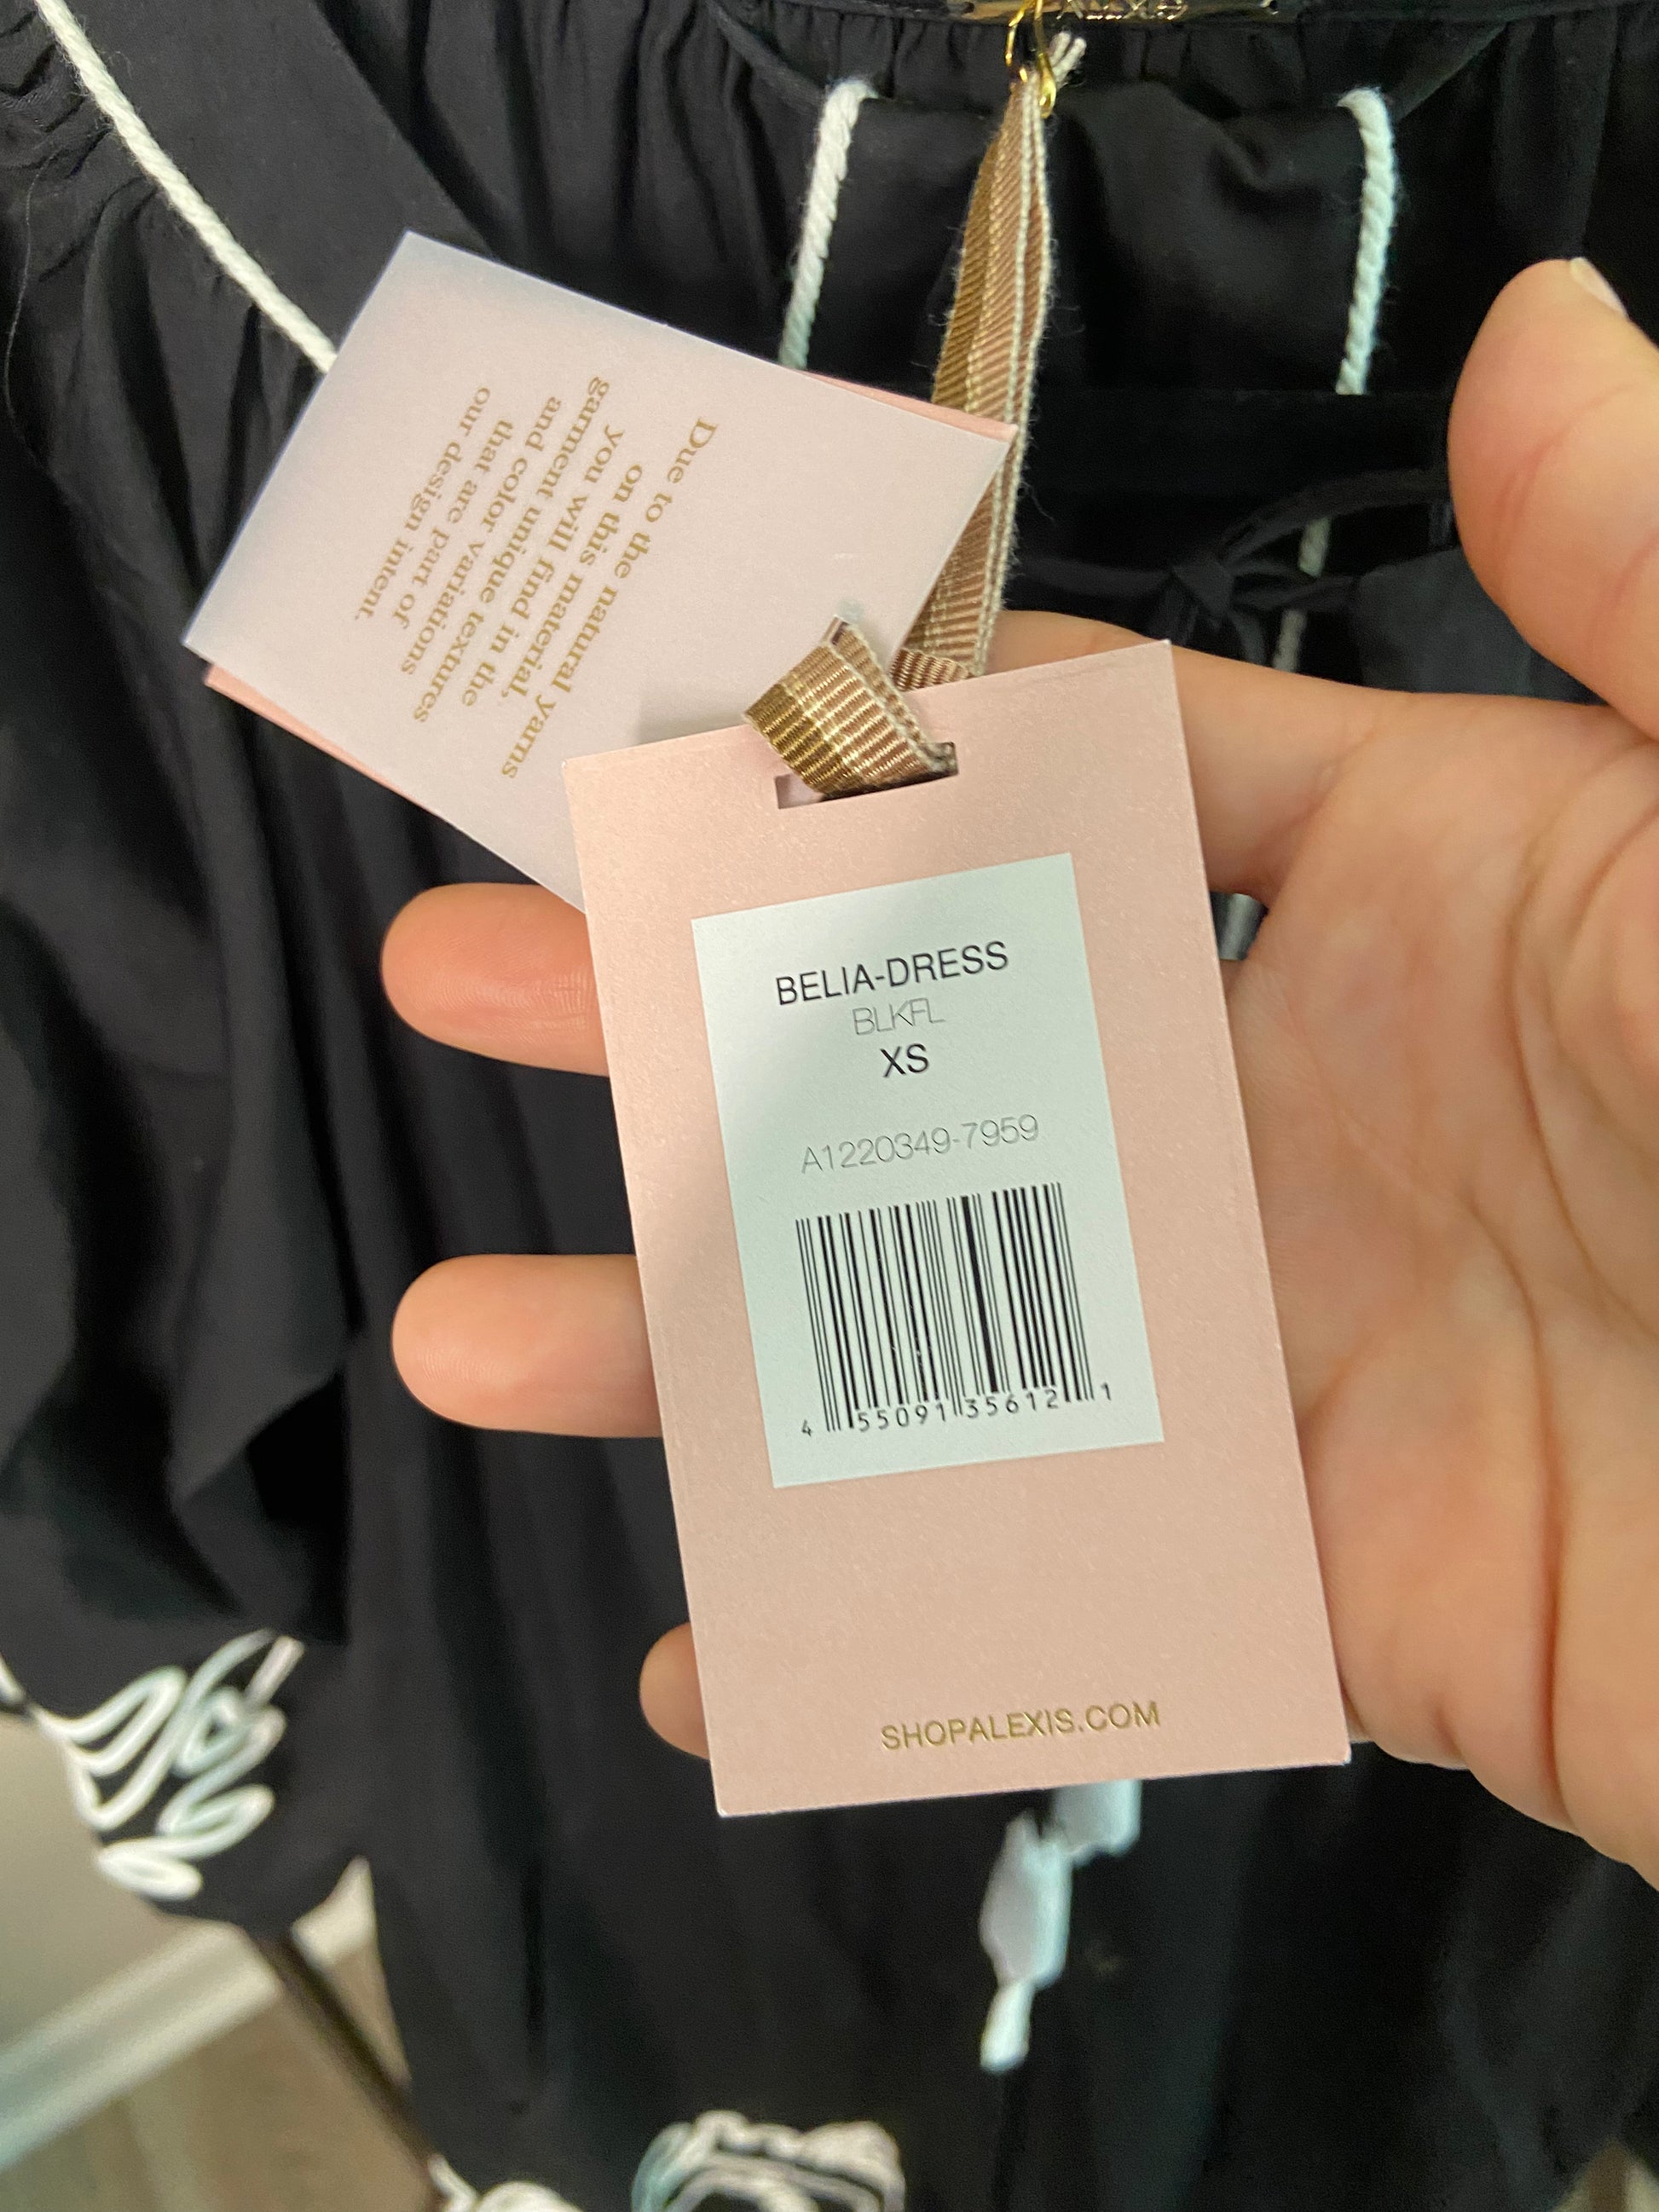 Due to the natural yarns
on this material,
you will find in the
garment unique textures
and color variations
that are part of
our design intent.
BELIA-DRESS
BLKFL
XS
A1220349-7959
4 55091 35612 1
SHOPALEXIS.COM